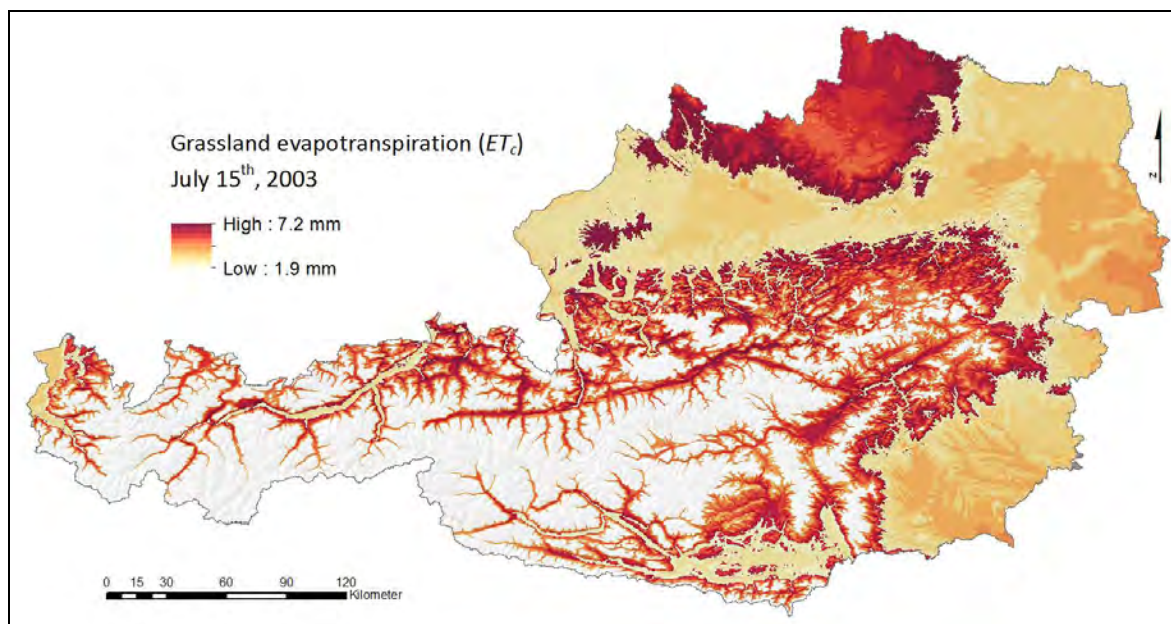 Grassland evapotranspiration (ETc)
July 15th, 2003
High : 7.2 mm
Low : 1.9 mm
N
0 15 30 60 90 120
Kilometer